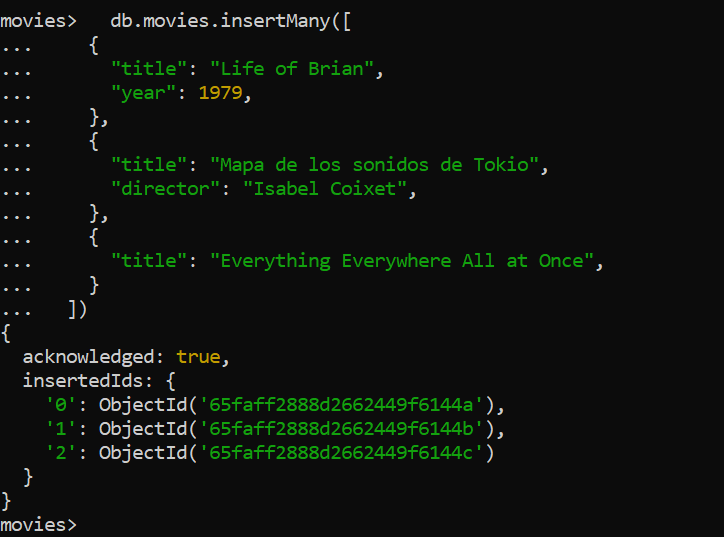 movies>   db.movies.insertMany([
...     {
...       "title": "Life of Brian",
...       "year": 1979,
...     },
...     {
...       "title": "Mapa de los sonidos de Tokio",
...       "director": "Isabel Coixet",
...     },
...     {
...       "title": "Everything Everywhere All at Once",
...     }
...   ])
{
  acknowledged: true,
  insertedIds: {
    '0': ObjectId('65faff2888d2662449f6144a'),
    '1': ObjectId('65faff2888d2662449f6144b'),
    '2': ObjectId('65faff2888d2662449f6144c')
  }
}
movies>